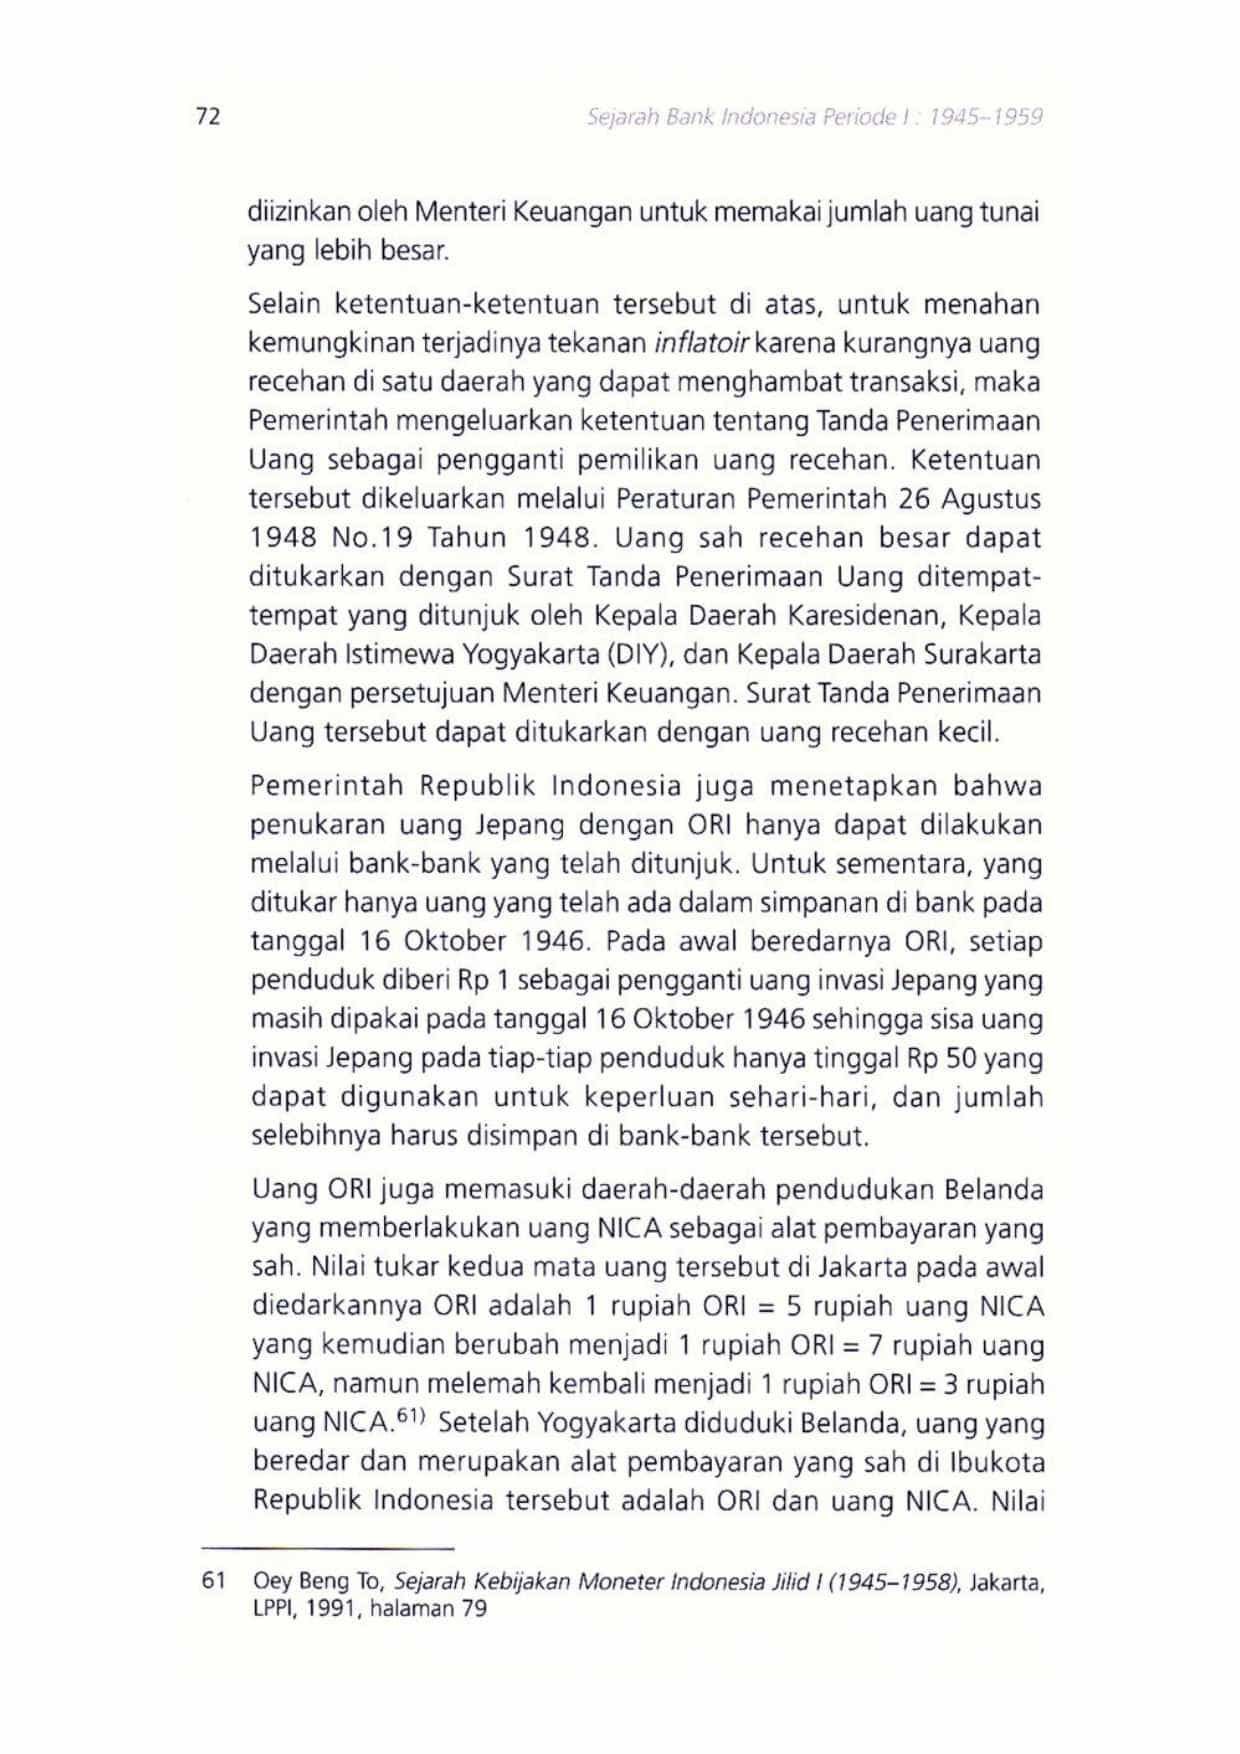 72
Sejarah Bank Indonesia Periode I : 1945–1959
diizinkan oleh Menteri Keuangan untuk memakai jumlah uang tunai
yang lebih besar.
Selain ketentuan-ketentuan tersebut di atas, untuk menahan
kemungkinan terjadinya tekanan inflatoir karena kurangnya uang
recehan di satu daerah yang dapat menghambat transaksi, maka
Pemerintah mengeluarkan ketentuan tentang Tanda Penerimaan
Uang sebagai pengganti pemilikan uang recehan. Ketentuan
tersebut dikeluarkan melalui Peraturan Pemerintah 26 Agustus
1948 No.19 Tahun 1948. Uang sah recehan besar dapat
ditukarkan dengan Surat Tanda Penerimaan Uang ditempat-
tempat yang ditunjuk oleh Kepala Daerah Karesidenan, Kepala
Daerah Istimewa Yogyakarta (DIY), dan Kepala Daerah Surakarta
dengan persetujuan Menteri Keuangan. Surat Tanda Penerimaan
Uang tersebut dapat ditukarkan dengan uang recehan kecil.
Pemerintah Republik Indonesia juga menetapkan bahwa
penukaran uang Jepang dengan ORI hanya dapat dilakukan
melalui bank-bank yang telah ditunjuk. Untuk sementara, yang
ditukar hanya uang yang telah ada dalam simpanan di bank pada
tanggal 16 Oktober 1946. Pada awal beredarnya ORI, setiap
penduduk diberi Rp 1 sebagai pengganti uang invasi Jepang yang
masih dipakai pada tanggal 16 Oktober 1946 sehingga sisa uang
invasi Jepang pada tiap-tiap penduduk hanya tinggal Rp 50 yang
dapat digunakan untuk keperluan sehari-hari, dan jumlah
selebihnya harus disimpan di bank-bank tersebut.
Uang ORI juga memasuki daerah-daerah pendudukan Belanda
yang memberlakukan uang NICA sebagai alat pembayaran yang
sah. Nilai tukar kedua mata uang tersebut di Jakarta pada awal
diedarkannya ORI adalah 1 rupiah ORI = 5 rupiah uang NICA
yang kemudian berubah menjadi 1 rupiah ORI = 7 rupiah uang
NICA, namun melemah kembali menjadi 1 rupiah ORI = 3 rupiah
uang NICA.61) Setelah Yogyakarta diduduki Belanda, uang yang
beredar dan merupakan alat pembayaran yang sah di Ibukota
Republik Indonesia tersebut adalah ORI dan uang NICA. Nilai
61 Oey Beng To, Sejarah Kebijakan Moneter Indonesia Jilid I (1945–1958), Jakarta,
LPPI, 1991, halaman 79